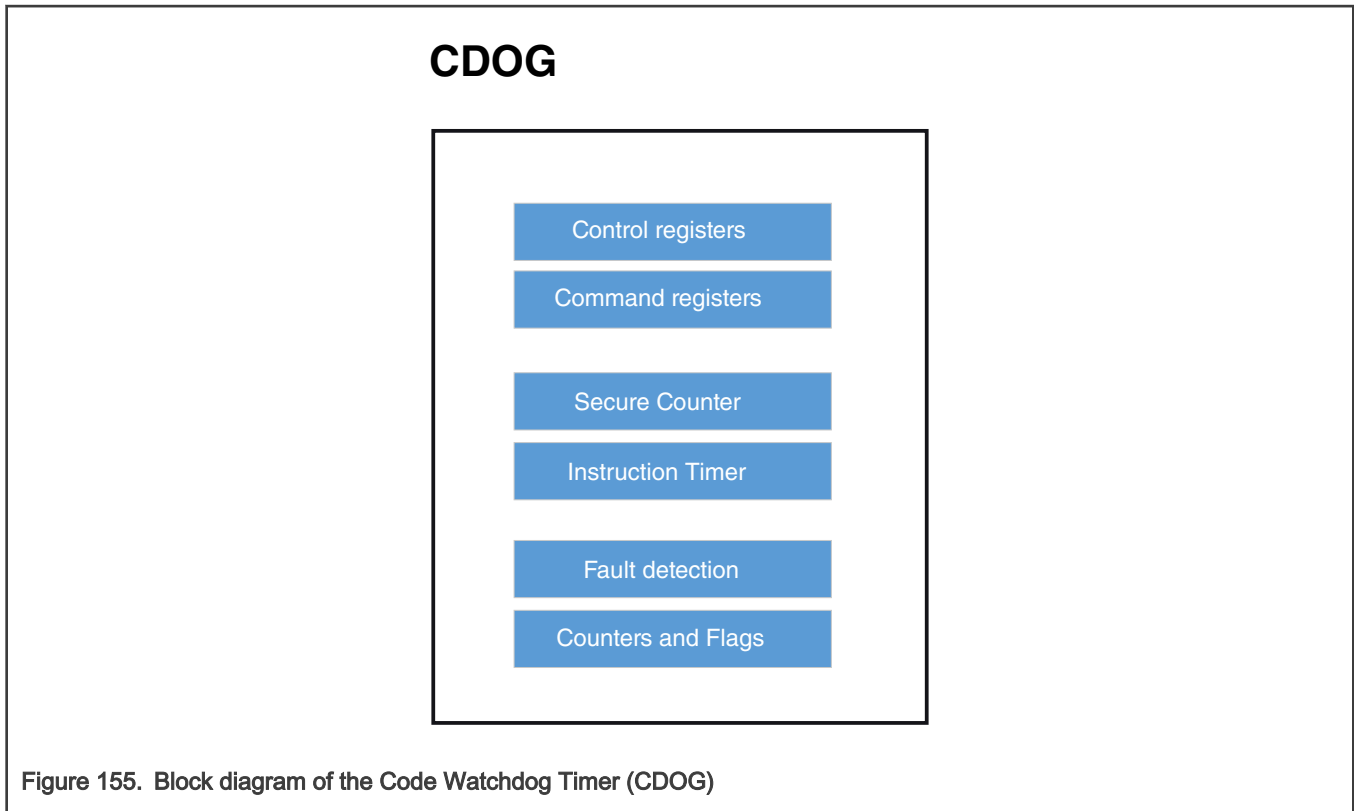 CDOG
Control registers
Command registers
Secure Counter
Instruction Timer
Fault detection
Counters and Flags
Figure 155. Block diagram of the Code Watchdog Timer (CDOG)